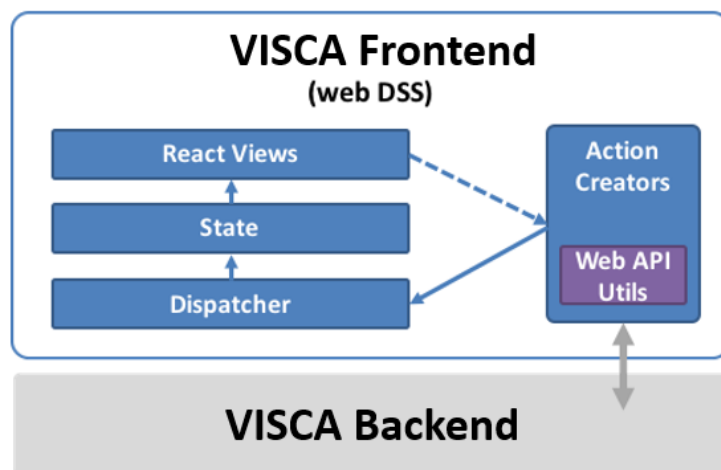 VISCA Frontend
(web DSS)
React Views
State
Dispatcher
Action
Creators
Web API
Utils
VISCA Backend